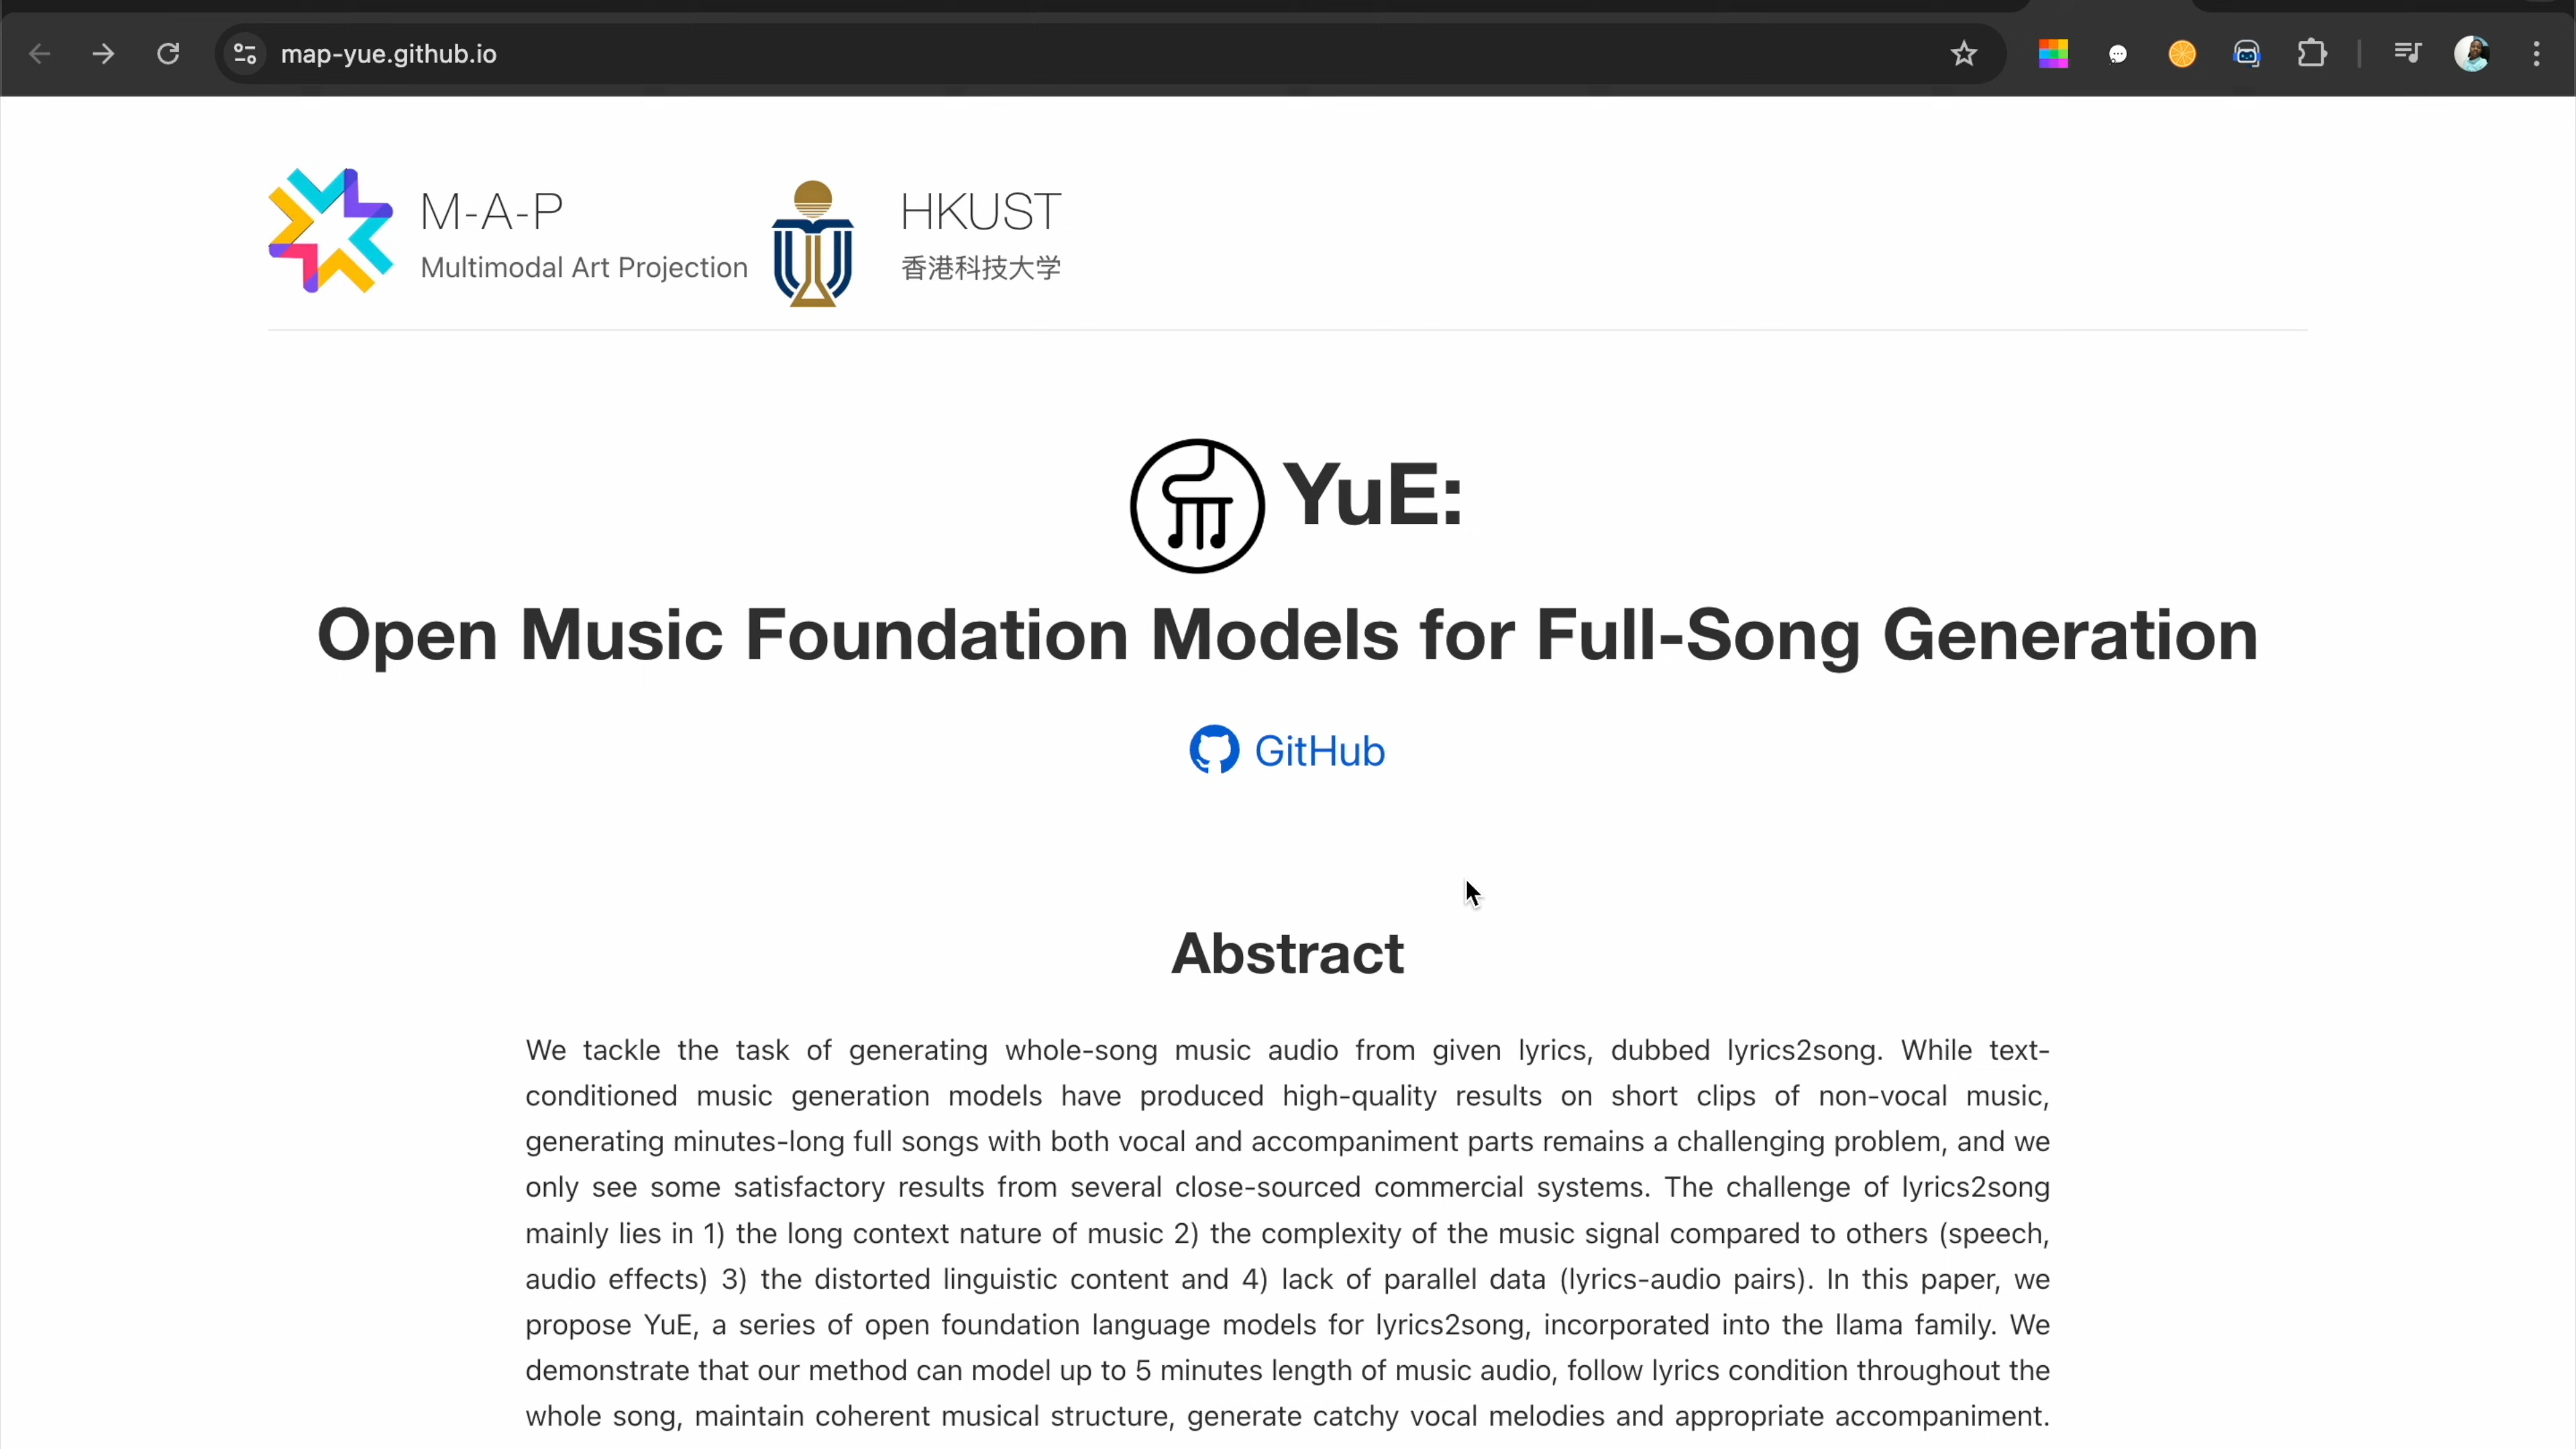 map-yue.github.io
M-A-P
Multimodal Art Projection
HKUST
香港科技大学
YuE:
Open Music Foundation Models for Full-Song Generation
GitHub
Abstract
We tackle the task of generating whole-song music audio from given lyrics, dubbed lyrics2song. While text-
conditioned music generation models have produced high-quality results on short clips of non-vocal music,
generating minutes-long full songs with both vocal and accompaniment parts remains a challenging problem, and we
only see some satisfactory results from several close-sourced commercial systems. The challenge of lyrics2song
mainly lies in 1) the long context nature of music 2) the complexity of the music signal compared to others (speech,
audio effects) 3) the distorted linguistic content and 4) lack of parallel data (lyrics-audio pairs). In this paper, we
propose YuE, a series of open foundation language models for lyrics2song, incorporated into the llama family. We
demonstrate that our method can model up to 5 minutes length of music audio, follow lyrics condition throughout the
whole song, maintain coherent musical structure, generate catchy vocal melodies and appropriate accompaniment.